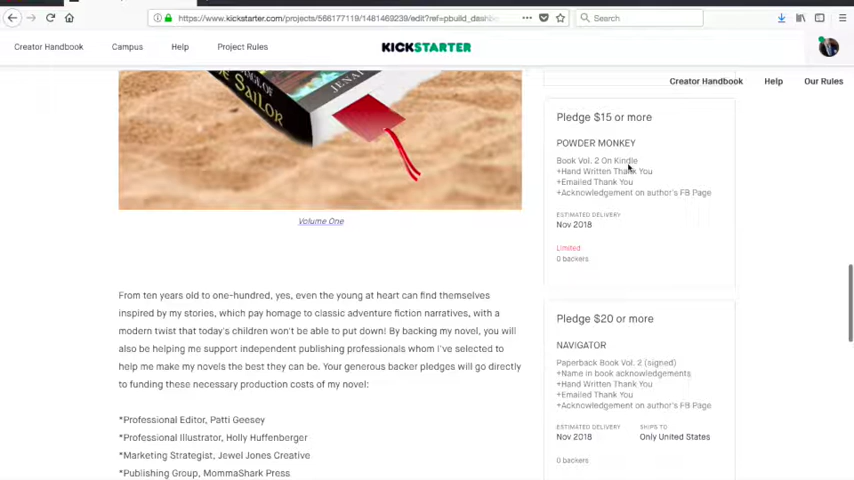 https://www.kickstarter.com/projects/566177119/1481469239/edit?ref=pbuild_dashb
Search
Creator Handbook
Campus
Help
Project Rules
KICKSTARTER
Creator Handbook
Help
Our Rules
THE SAILOR
JENAI
Volume One
From ten years old to one-hundred, yes, even the young at heart can find themselves
inspired by my stories, which pay homage to classic adventure fiction narratives, with a
modern twist that today's children won't be able to put down! By backing my novel, you will
also be helping me support independent publishing professionals whom I've selected to
help me make my novels the best they can be. Your generous backer pledges will go directly
to funding these necessary production costs of my novel:
*Professional Editor, Patti Geesey
*Professional Illustrator, Holly Huffenberger
*Marketing Strategist, Jewel Jones Creative
*Publishing Group, MommaShark Press
Pledge $15 or more
POWDER MONKEY
Book Vol. 2 On Kindle
+Hand Written Thank You
+Emailed Thank You
+Acknowledgement on author's FB Page
ESTIMATED DELIVERY
Nov 2018
Limited
0 backers
Pledge $20 or more
NAVIGATOR
Paperback Book Vol. 2 (signed)
+Name in book acknowledgements
+Hand Written Thank You
+Emailed Thank You
+Acknowledgement on author's FB Page
ESTIMATED DELIVERY
Nov 2018
SHIPS TO
Only United States
0 backers